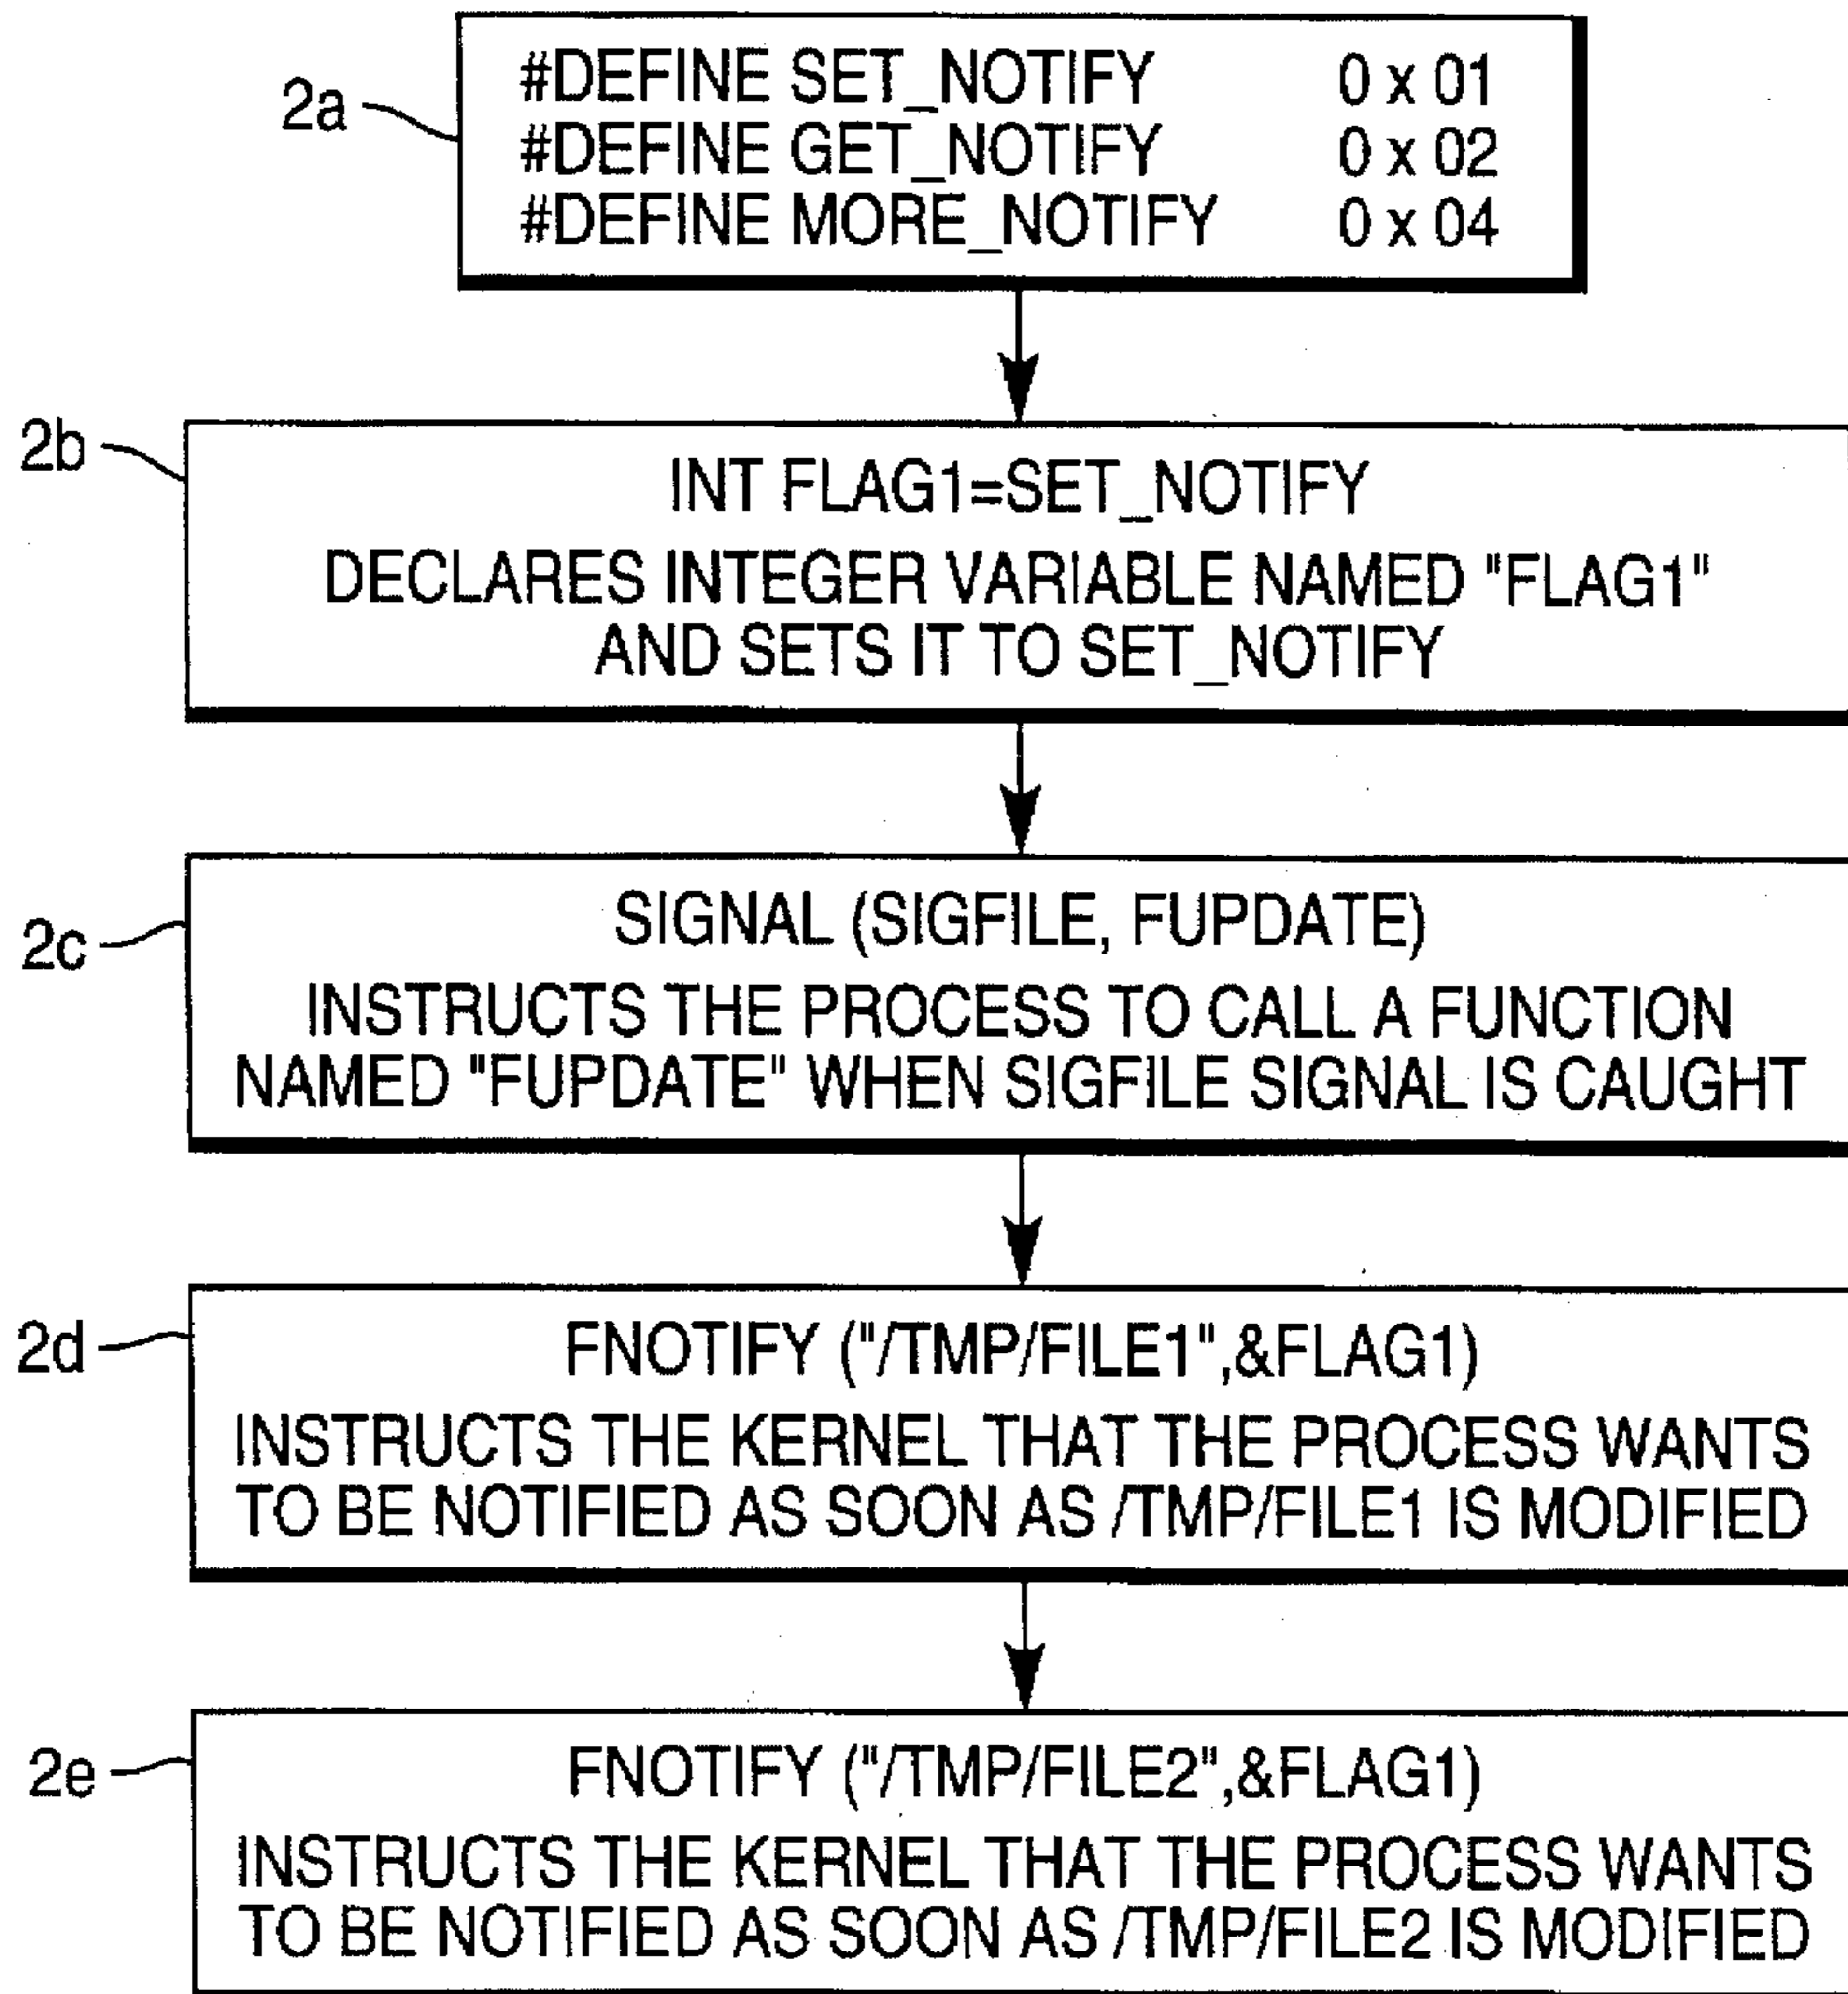 2a
#DEFINE SET_NOTIFY 0 x 01
#DEFINE GET_NOTIFY 0 x 02
#DEFINE MORE_NOTIFY 0 x 04
2b
INT FLAG1=SET_NOTIFY
DECLARES INTEGER VARIABLE NAMED "FLAG1"
AND SETS IT TO SET_NOTIFY
2c
SIGNAL (SIGFILE, FUPDATE)
INSTRUCTS THE PROCESS TO CALL A FUNCTION
NAMED "FUPDATE" WHEN SIGFILE SIGNAL IS CAUGHT
2d
FNOTIFY ("/TMP/FILE1",&FLAG1)
INSTRUCTS THE KERNEL THAT THE PROCESS WANTS
TO BE NOTIFIED AS SOON AS /TMP/FILE1 IS MODIFIED
2e
FNOTIFY ("/TMP/FILE2",&FLAG1)
INSTRUCTS THE KERNEL THAT THE PROCESS WANTS
TO BE NOTIFIED AS SOON AS /TMP/FILE2 IS MODIFIED